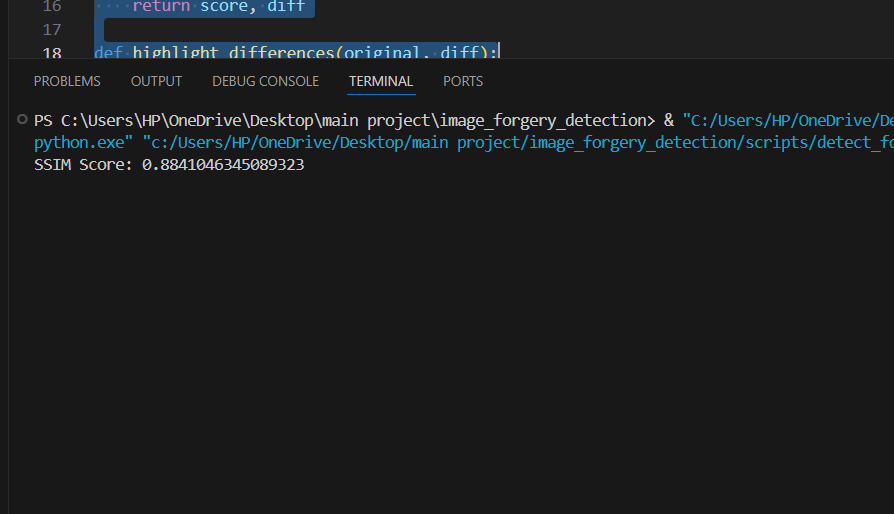 16 return score, diff
17
18 def highlight_differences(original, diff):
PROBLEMS OUTPUT DEBUG CONSOLE TERMINAL PORTS
PS C:\Users\HP\OneDrive\Desktop\main project\image_forgery_detection> & "C:/Users/HP/OneDrive/De
python.exe" "c:/Users/HP/OneDrive/Desktop/main project/image_forgery_detection/scripts/detect_fo
SSIM Score: 0.8841046345089323